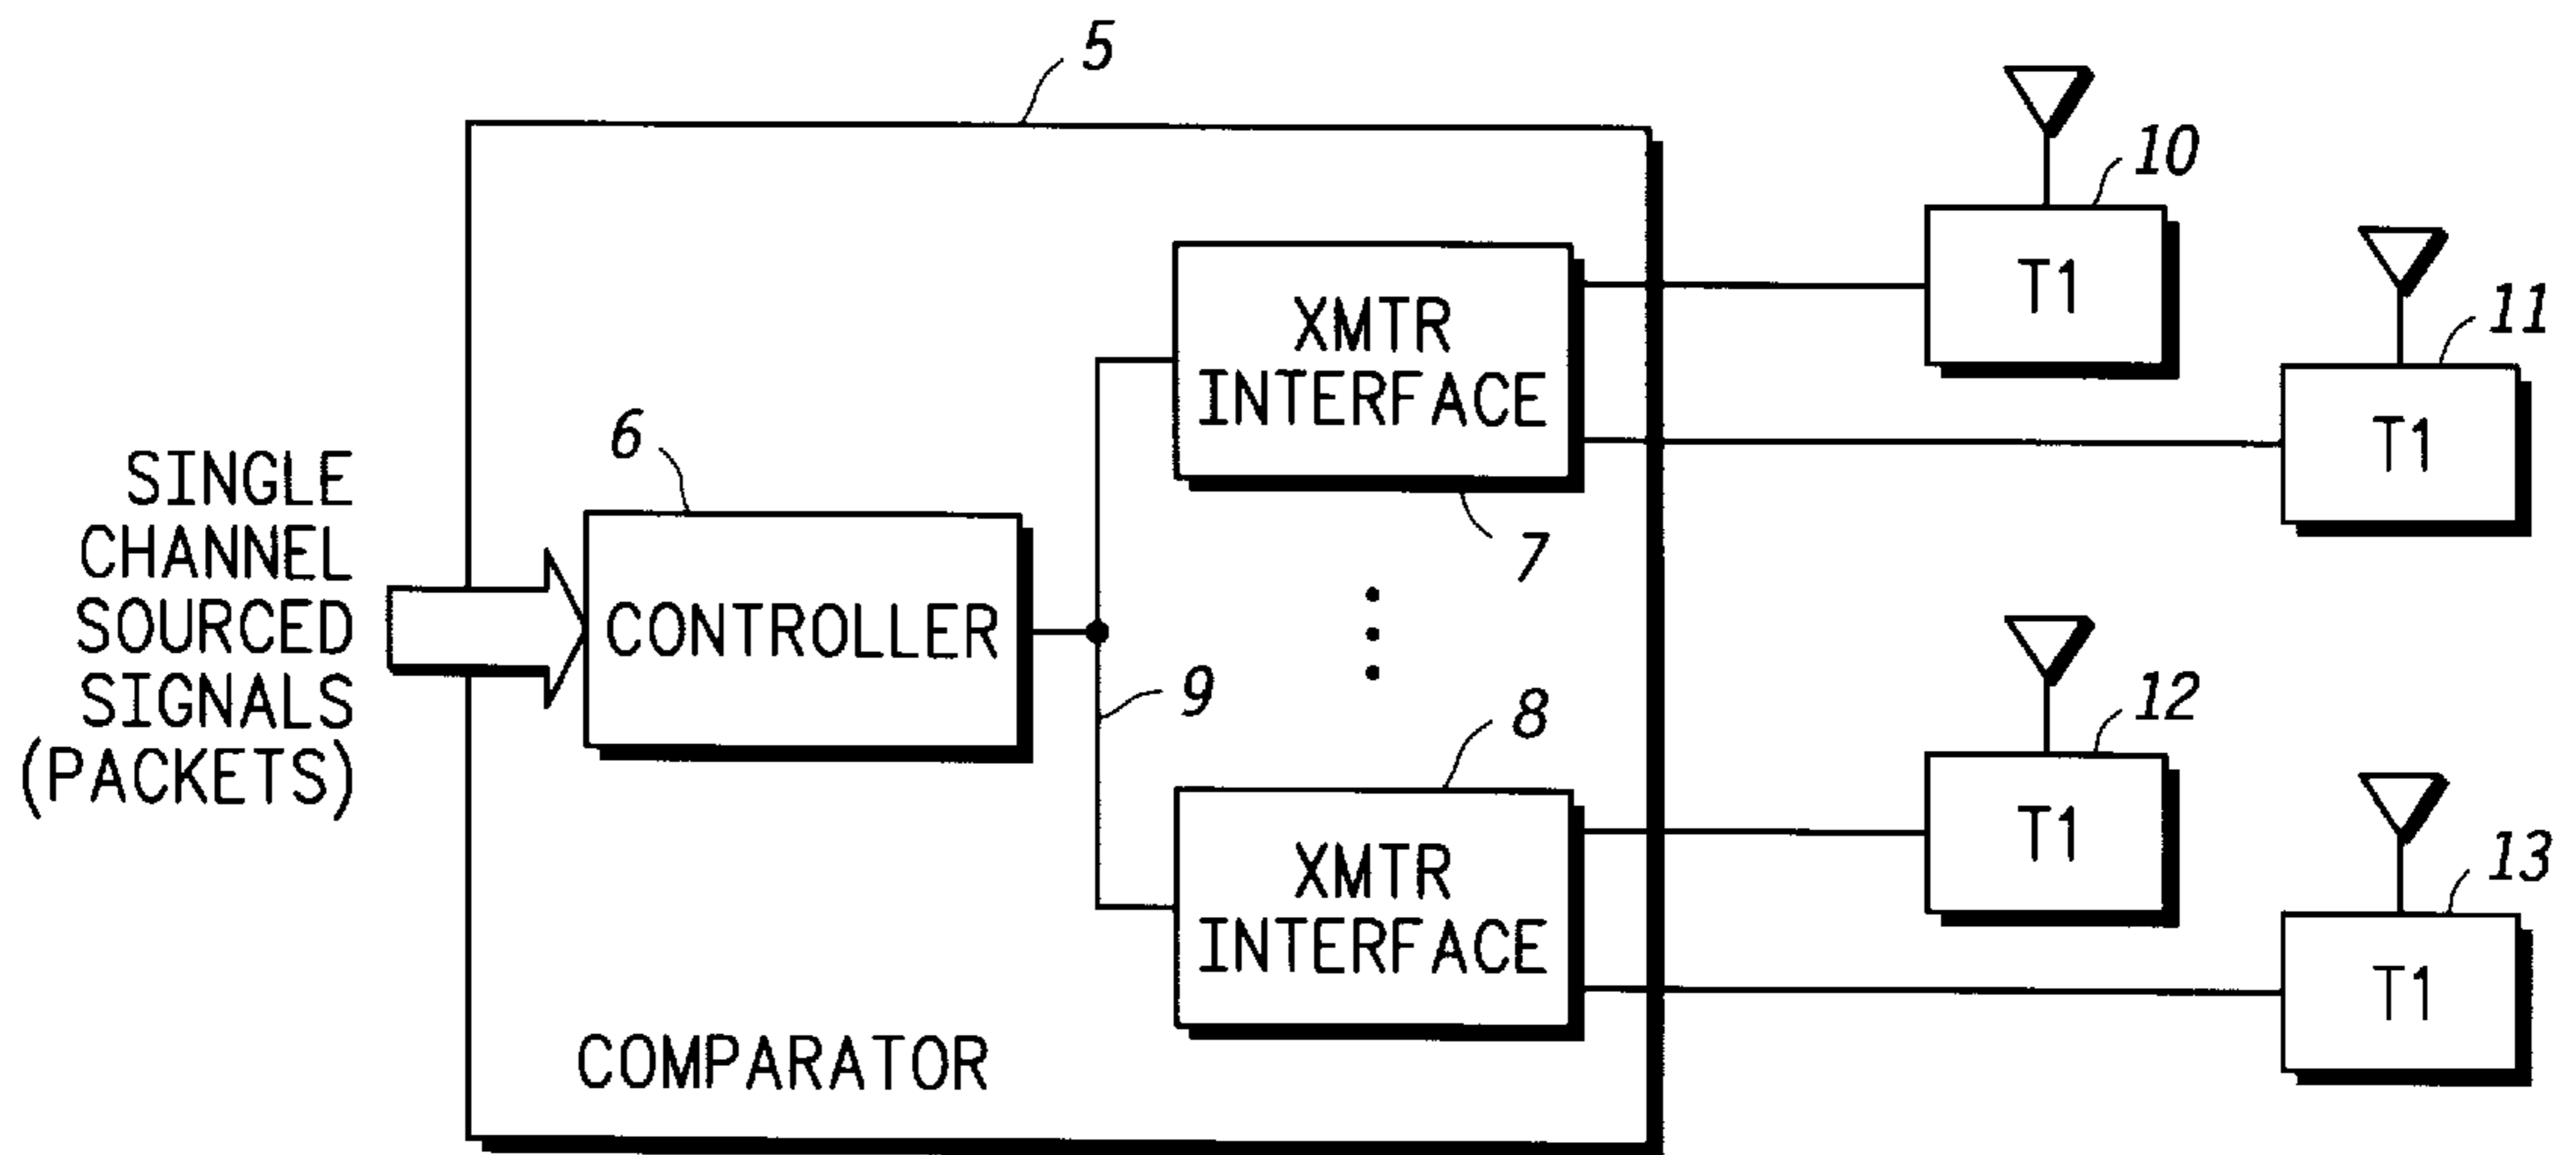 5
10
11
XMTR
INTERFACE
T1
T1
6
7
SINGLE
CHANNEL
SOURCED
SIGNALS
(PACKETS)
CONTROLLER
9
8
12
13
XMTR
INTERFACE
T1
T1
COMPARATOR